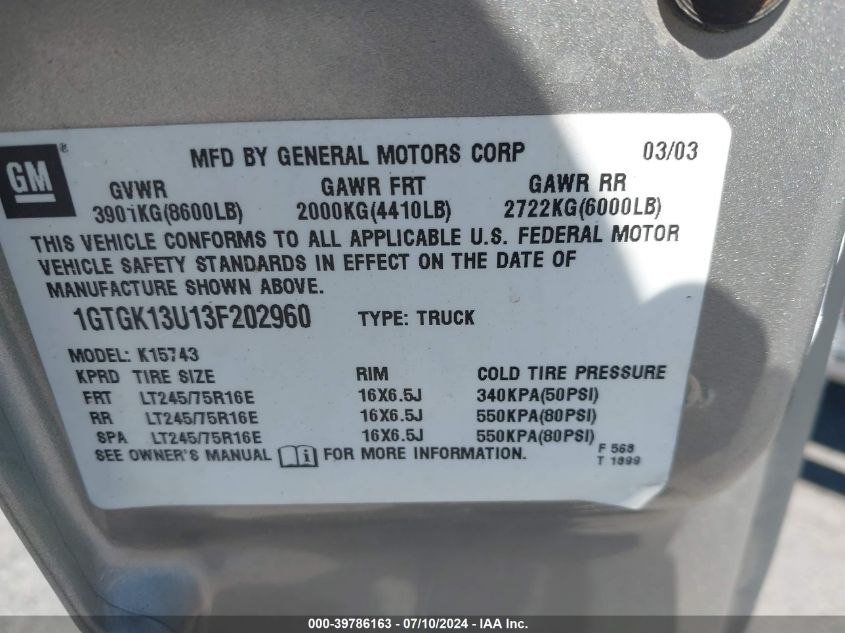 GM®
MFD BY GENERAL MOTORS CORP 03/03
GVWR GAWR FRT GAWR RR
3901KG(8600LB) 2000KG(4410LB) 2722KG(6000LB)
THIS VEHICLE CONFORMS TO ALL APPLICABLE U.S. FEDERAL MOTOR
VEHICLE SAFETY STANDARDS IN EFFECT ON THE DATE OF
MANUFACTURE SHOWN ABOVE.
1GTGK13U13F202960 TYPE: TRUCK
MODEL: K15743
KPRD TIRE SIZE RIM COLD TIRE PRESSURE
FRT LT245/75R16E 16X6.5J 340KPA(50PSI)
RR LT245/75R16E 16X6.5J 550KPA(80PSI)
SPA LT245/75R16E 16X6.5J 550KPA(80PSI)
SEE OWNER'S MANUAL i FOR MORE INFORMATION.
F 568
T 1899
000-39786163 - 07/10/2024 - IAA Inc.